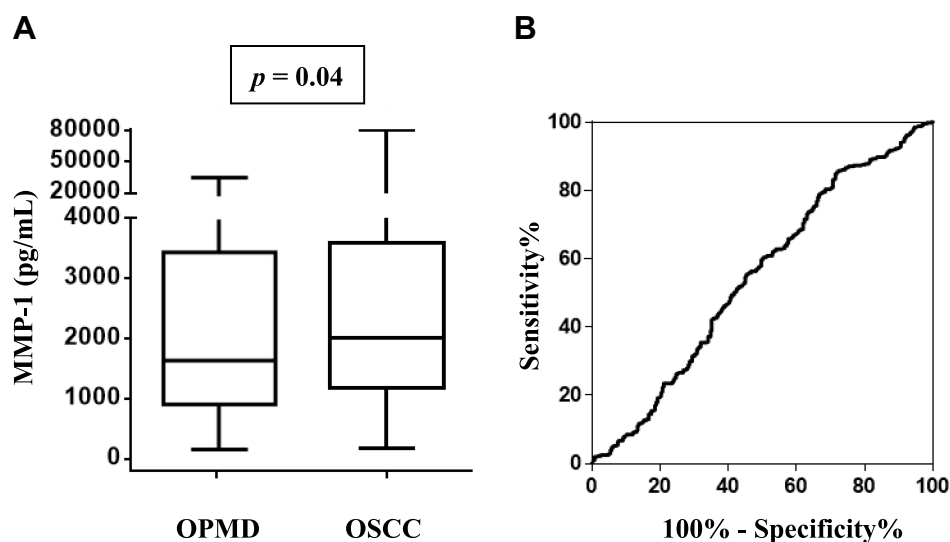 A
p = 0.04
MMP-1 (pg/mL)
80000
50000
20000
4000
3000
2000
1000
0
OPMD OSCC
B
Sensitivity%
100
80
60
40
20
0
0 20 40 60 80 100
100% - Specificity%